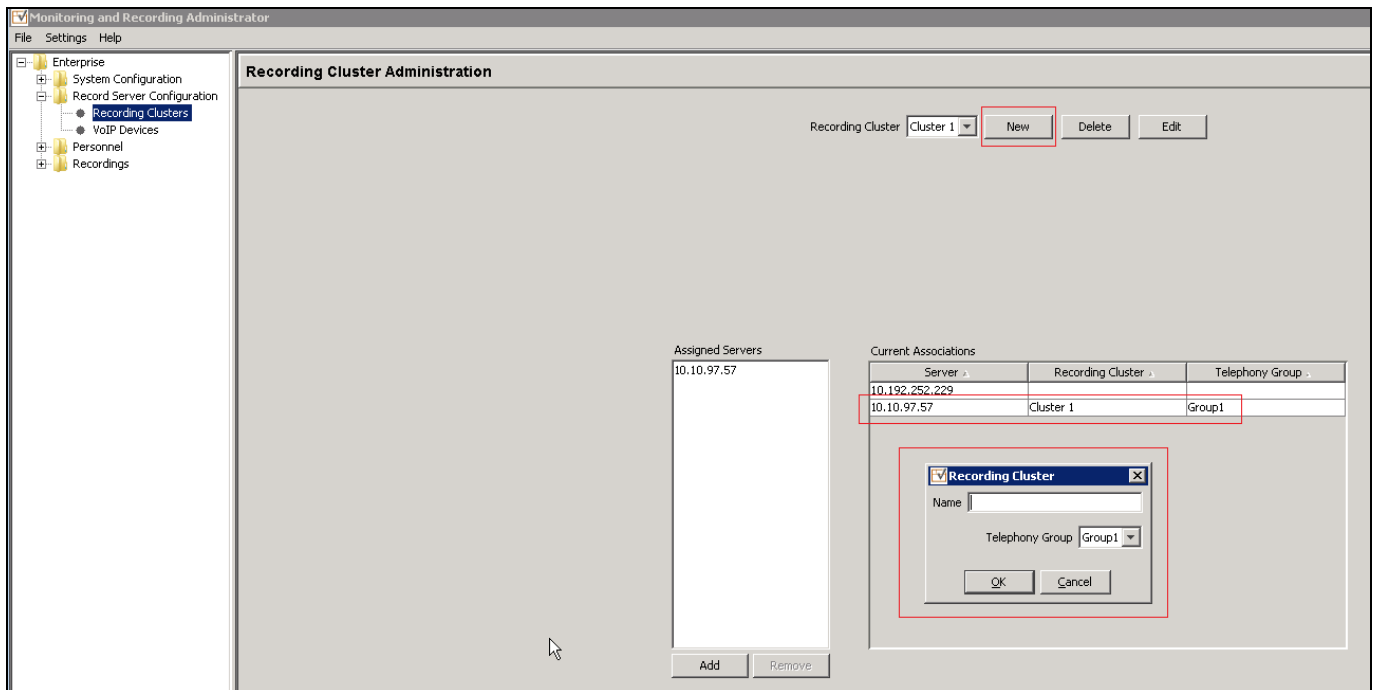 Monitoring and Recording Administrator
File Settings Help
Enterprise
System Configuration
Record Server Configuration
Recording Clusters
VoIP Devices
Personnel
Recordings
Recording Cluster Administration
Recording Cluster Cluster 1 New Delete Edit
Assigned Servers
10.10.97.57
Add Remove
Current Associations
Server Recording Cluster Telephony Group
10.192.252.229
10.10.97.57 Cluster 1 Group1
Recording Cluster
Name
Telephony Group Group1
OK Cancel